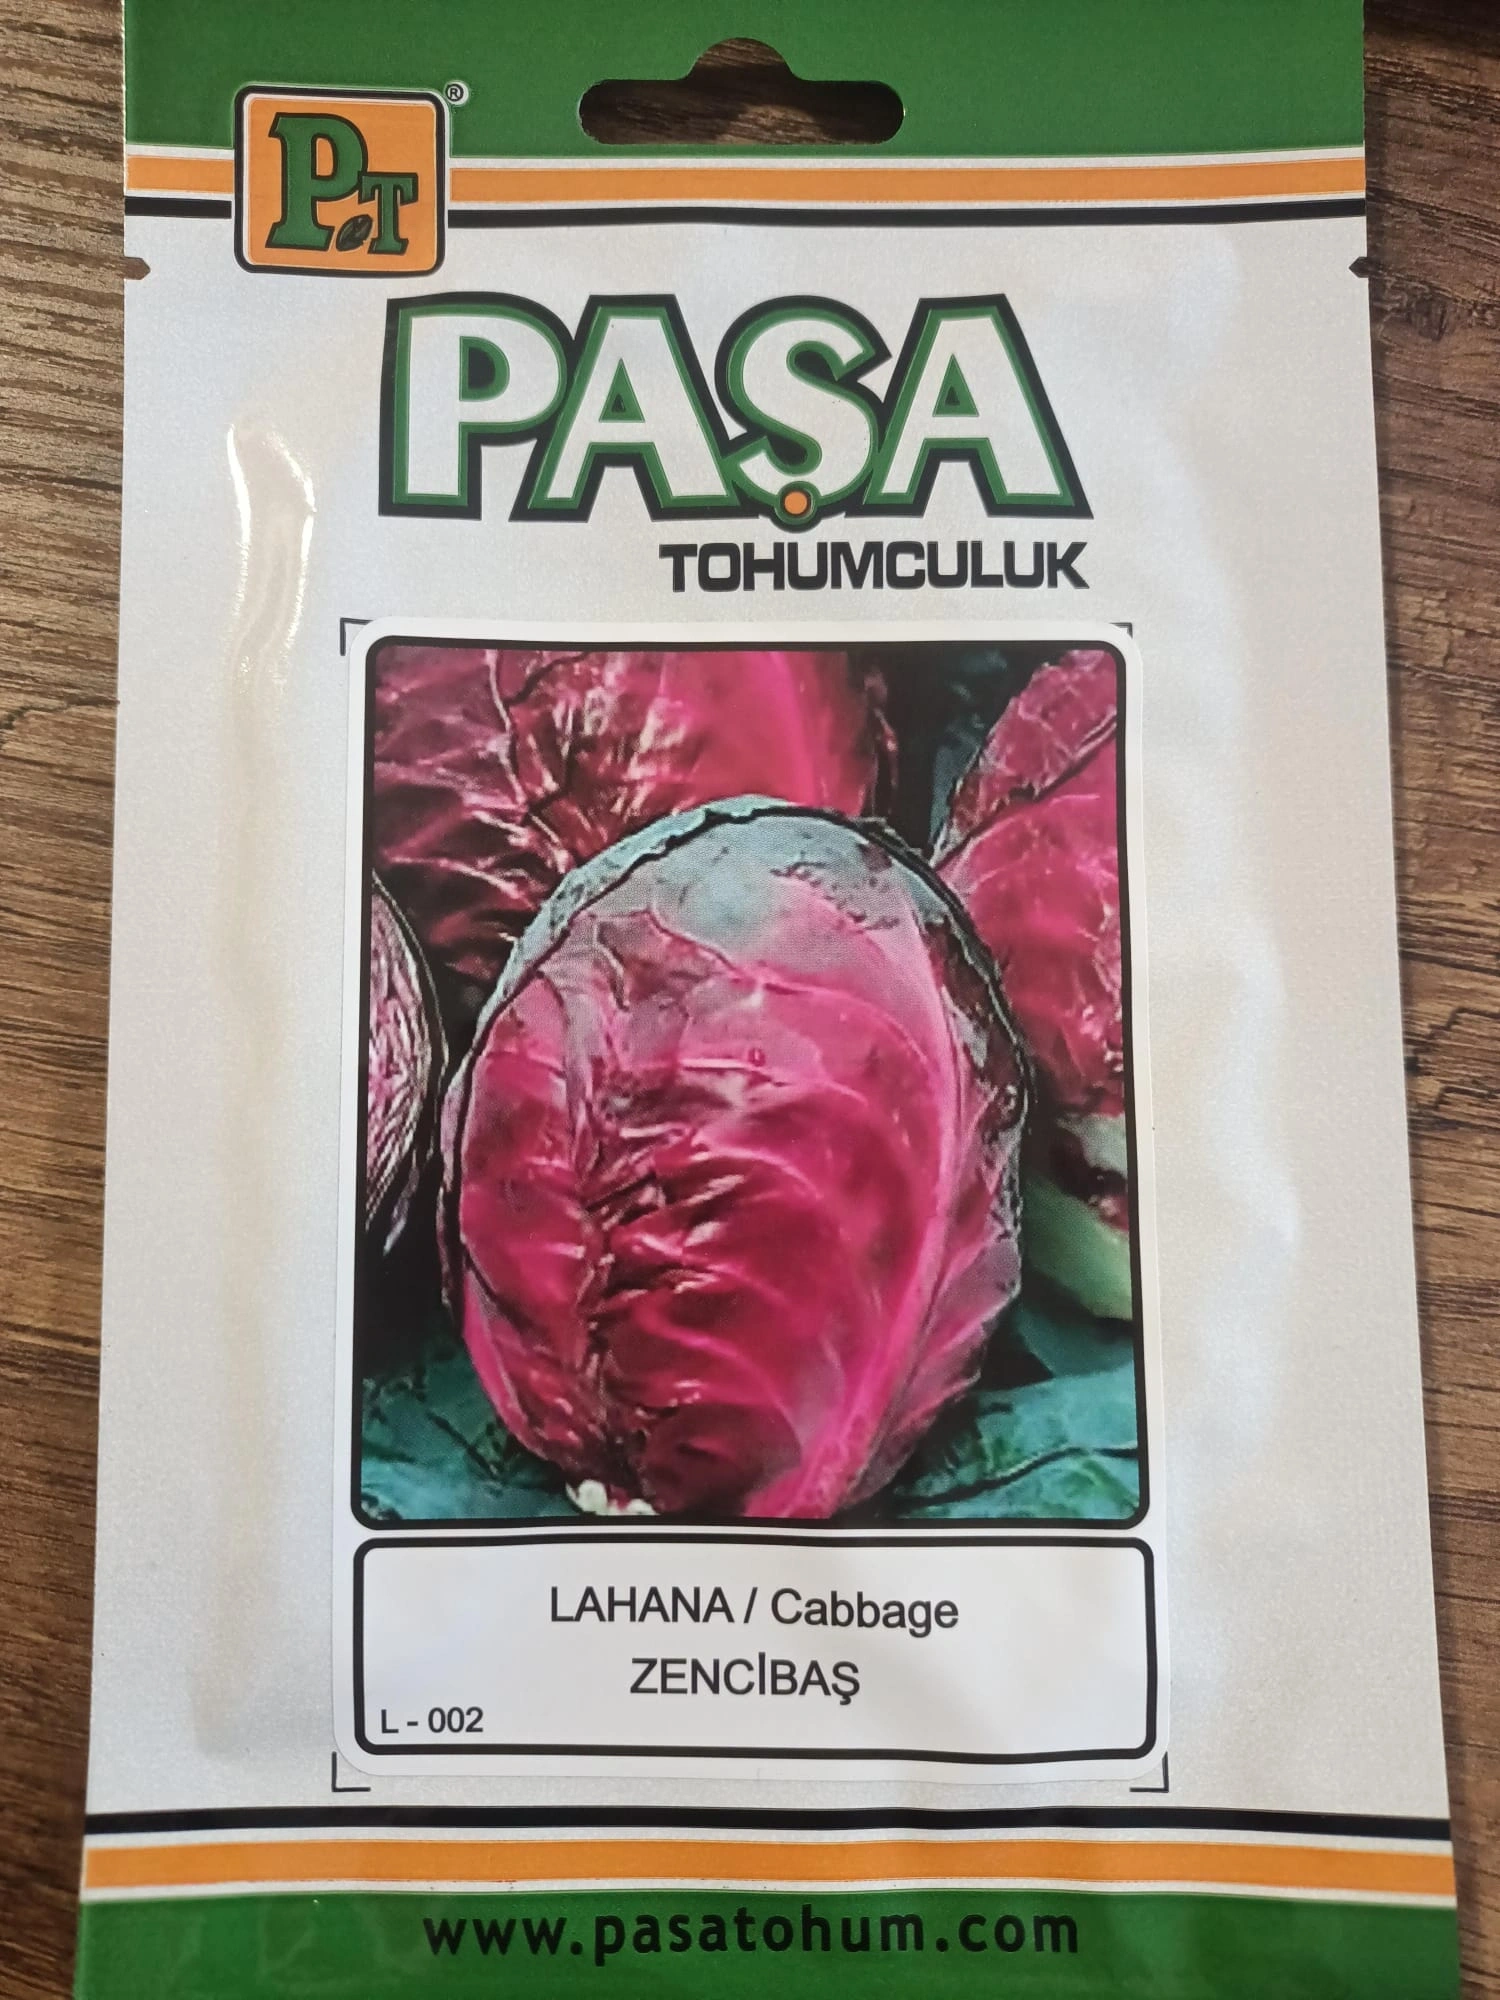 PT®
PAŞA
TOHUMCULUK
LAHANA / Cabbage
ZENCİBAŞ
L - 002
www.pasatohum.com